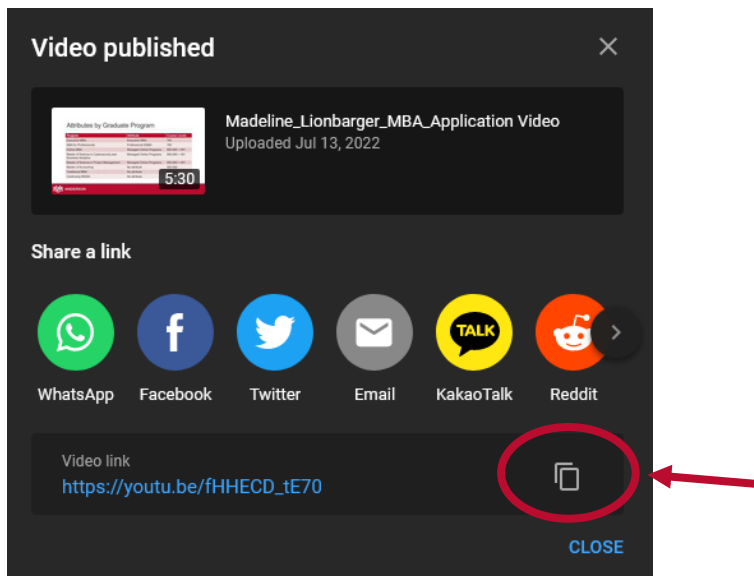 Video published
Attributes by Graduate Program
5:30
Madeline_Lionbarger_MBA_Application Video
Uploaded Jul 13, 2022
Share a link
TALK
WhatsApp Facebook Twitter Email KakaoTalk Reddit
Video link
https://youtu.be/fHHECD_tE70
CLOSE